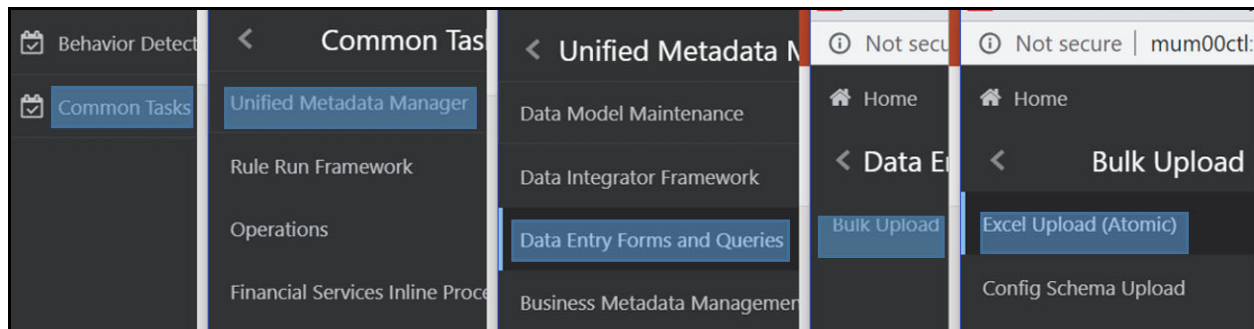 Behavior Detect
Common Tasks
Common Tas
Unified Metadata Manager
Rule Run Framework
Operations
Financial Services Inline Proce
Unified Metadata M
Data Model Maintenance
Data Integrator Framework
Data Entry Forms and Queries
Business Metadata Managemen
Not secu
Home
Data E
Bulk Upload
Not secure | mum00ctl:
Home
Bulk Upload
Excel Upload (Atomic)
Config Schema Upload